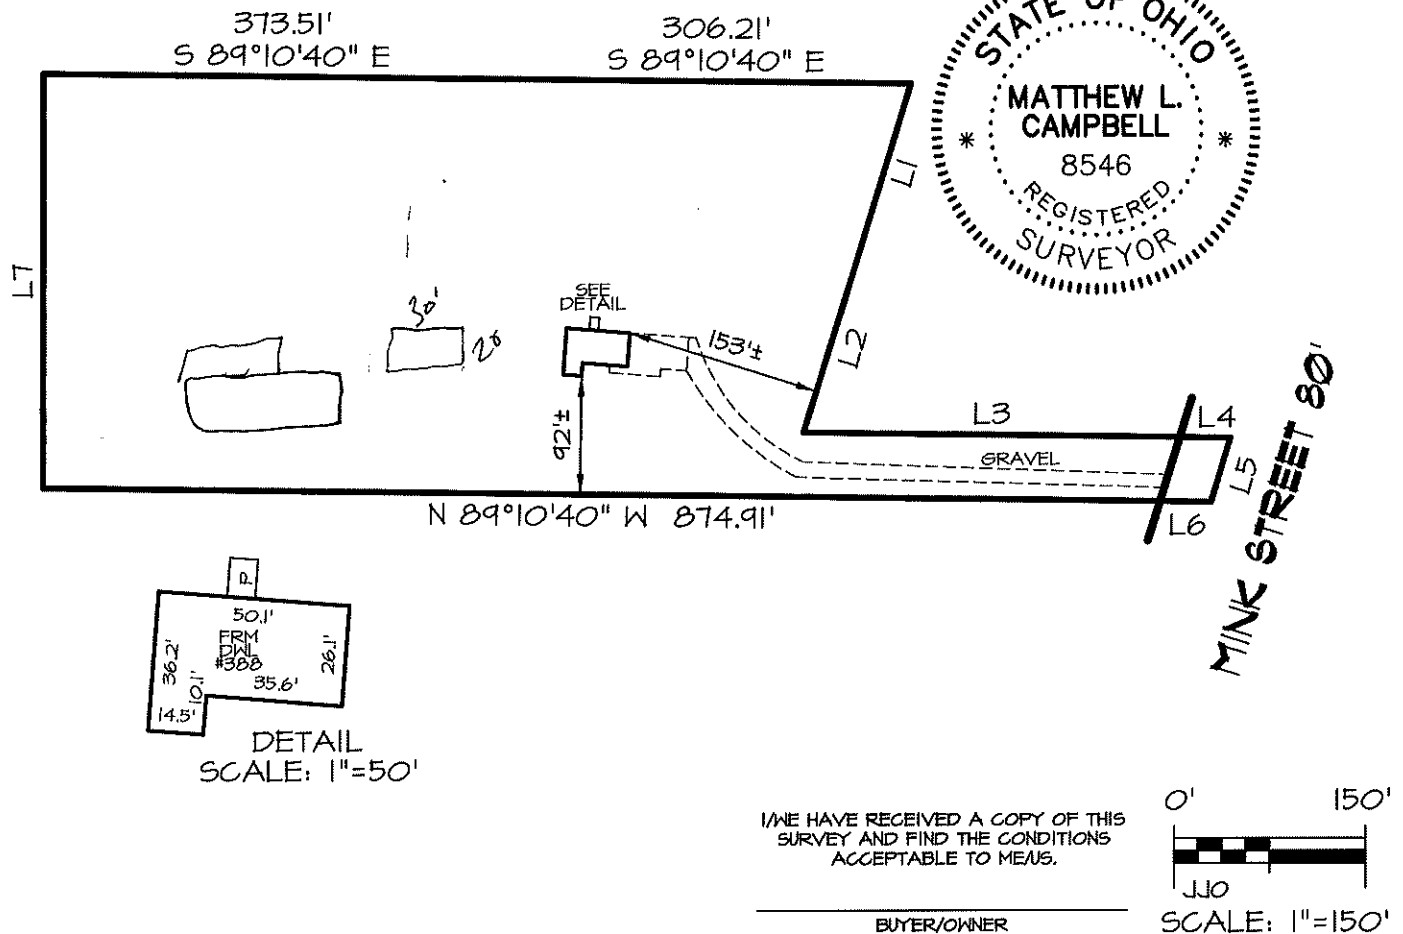 373.51'
S 89°10'40" E
306.21'
S 89°10'40" E
STATE OF OHIO
MATTHEW L.
CAMPBELL
* *
8546
REGISTERED
SURVEYOR
L1
L7
SEE
DETAIL
30'
20'
153'±
L2
92'±
L3
L4
GRAVEL
L5
L6
MINK STREET 80'
N 89°10'40" W 874.91'
P
50.1'
FRM
DWL
#388
36.2'
26.1'
10.1'
35.6'
14.5'
DETAIL
SCALE: 1"=50'
I/WE HAVE RECEIVED A COPY OF THIS
SURVEY AND FIND THE CONDITIONS
ACCEPTABLE TO ME/US.
BUYER/OWNER
0' 150'
JJO
SCALE: 1"=150'